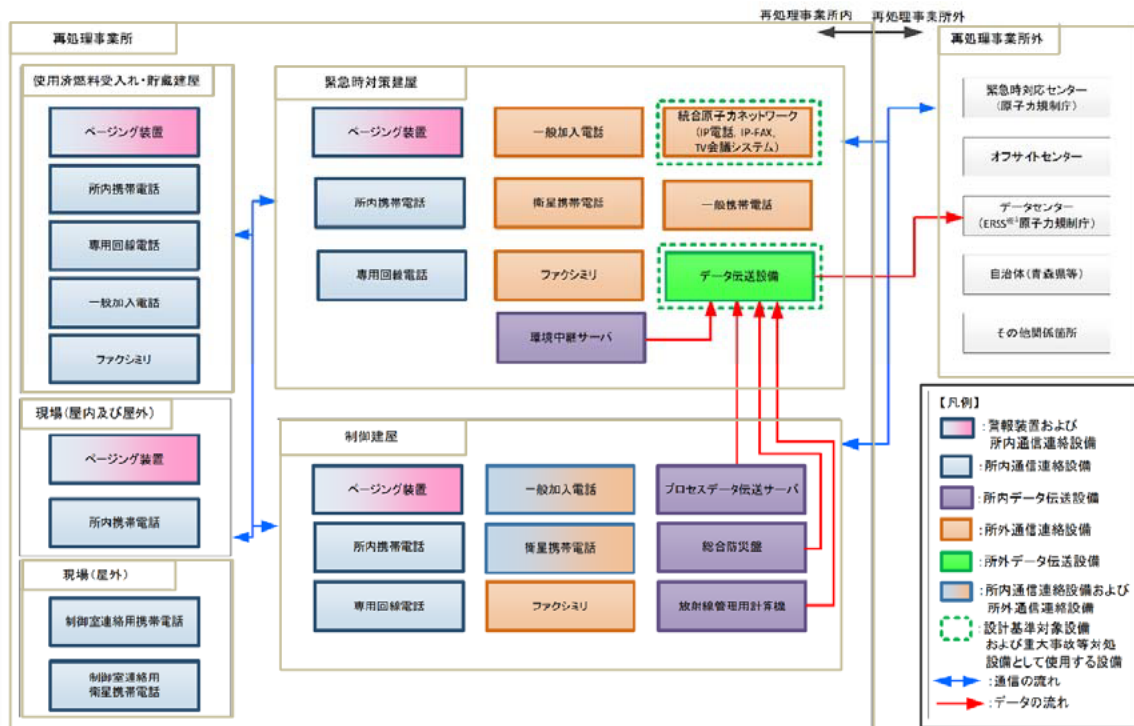 再処理事業所内
再処理事業所外
再処理事業所
使用済燃料受入れ・貯蔵建屋
ページング装置
所内携帯電話
専用回線電話
一般加入電話
ファクシミリ
現場(屋内及び屋外)
ページング装置
所内携帯電話
現場(屋外)
制御室連絡用携帯電話
制御室連絡用
衛星携帯電話
緊急時対策建屋
ページング装置
一般加入電話
統合原子力ネットワーク
(IP電話, IP-FAX,
TV会議システム)
所内携帯電話
衛星携帯電話
一般携帯電話
専用回線電話
ファクシミリ
データ伝送設備
環境中継サーバ
制御建屋
ページング装置
一般加入電話
プロセスデータ伝送サーバ
所内携帯電話
衛星携帯電話
総合防災盤
専用回線電話
ファクシミリ
放射線管理用計算機
再処理事業所外
緊急時対応センター
(原子力規制庁)
オフサイトセンター
データセンター
(ERSS 原子力規制庁)
自治体(青森県等)
その他関係箇所
【凡例】
:警報装置および
所内通信連絡設備
:所内通信連絡設備
:所内データ伝送設備
:所外通信連絡設備
:所外データ伝送設備
:所内通信連絡設備および
所外通信連絡設備
:設計基準対象設備
および重大事故等対処
設備として使用する設備
:通信の流れ
:データの流れ